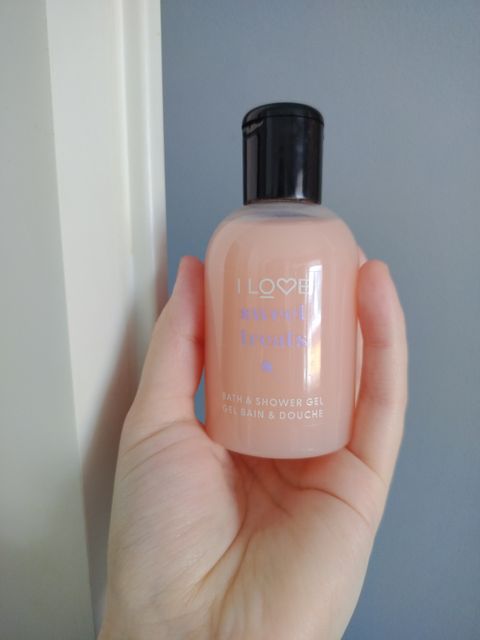 I LOVE
sweet
treats
BATH & SHOWER GEL
GEL BAIN & DOUCHE